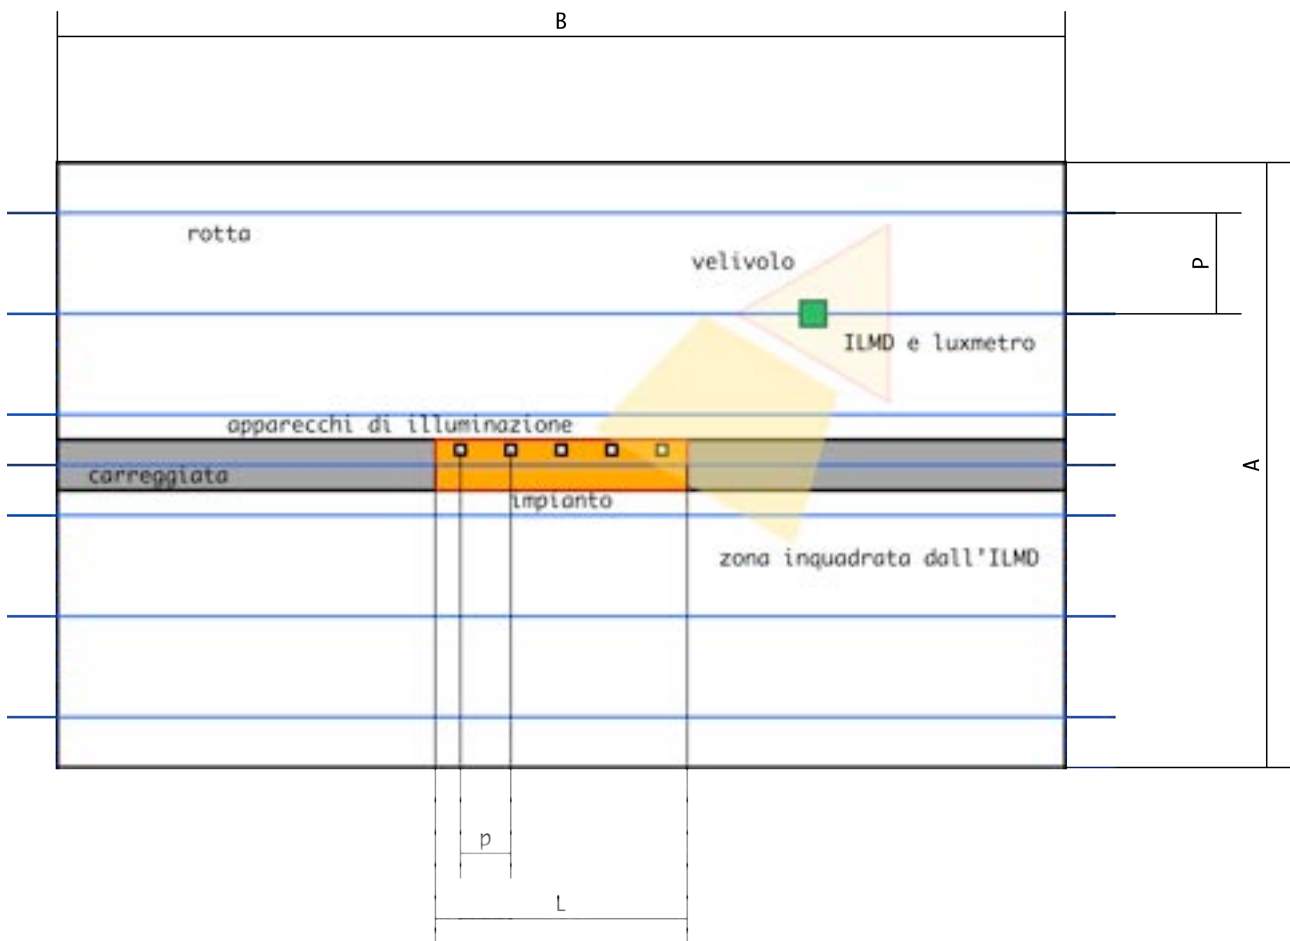 B
rotta
velivolo
P
ILMD e luxmetro
apparecchi di illuminazione
A
carreggiata
impianto
zona inquadrata dall'ILMD
p
L